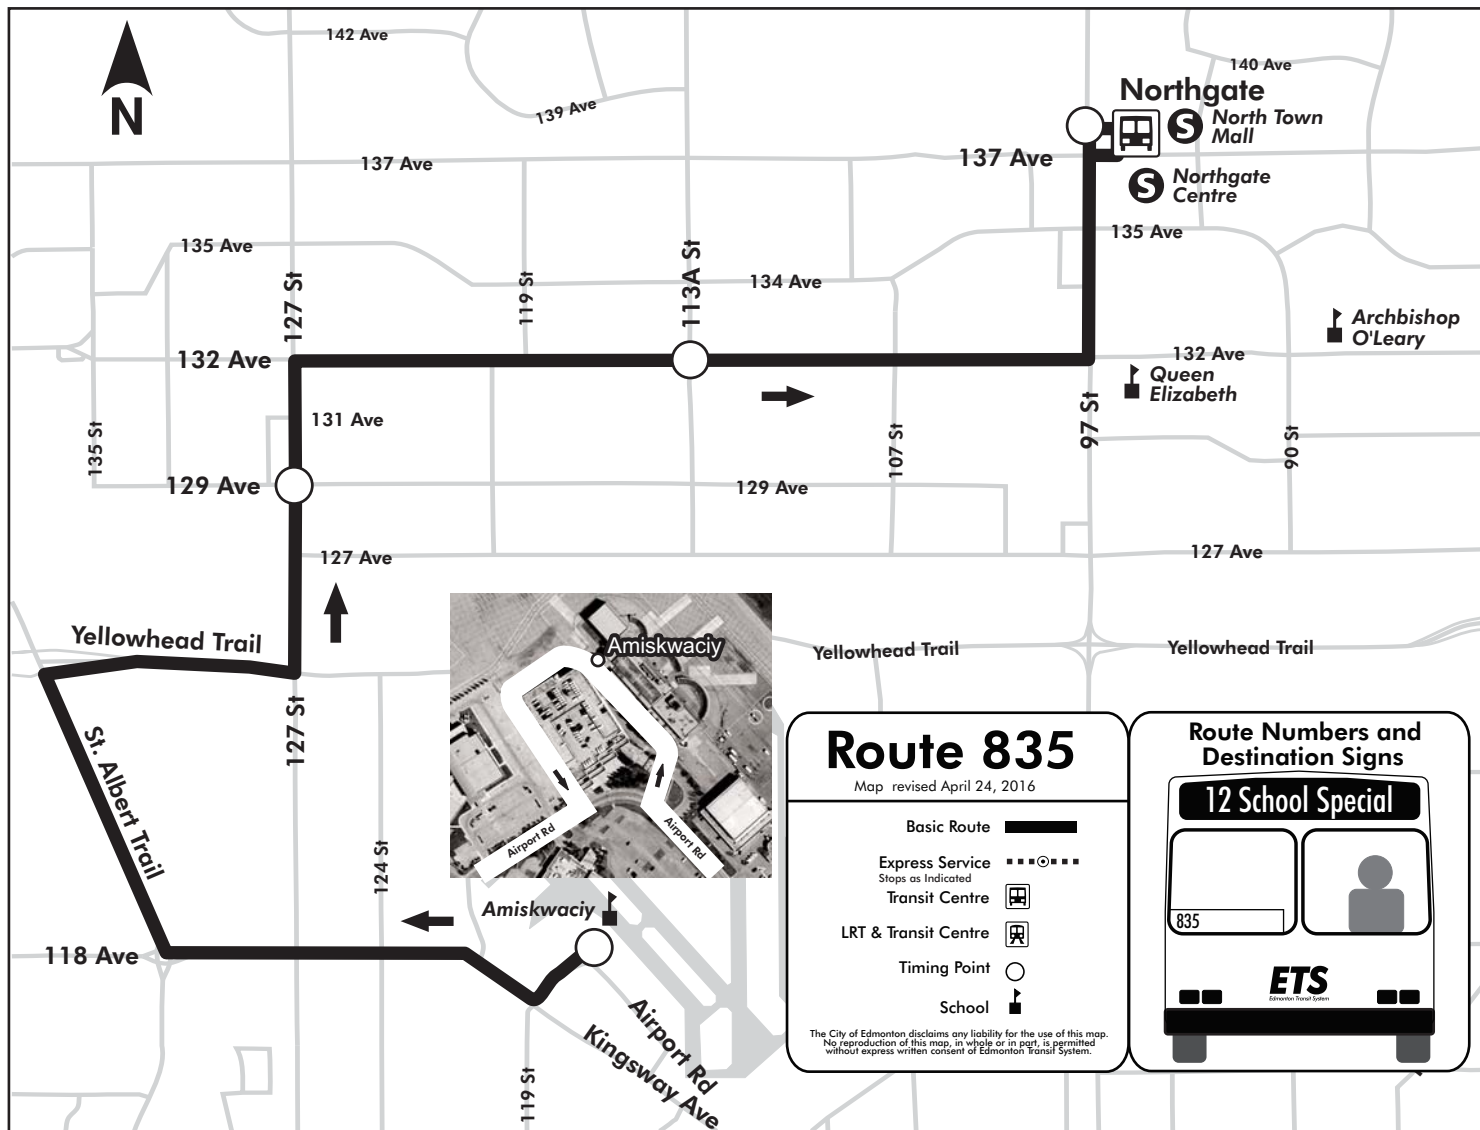 142 Ave
140 Ave
139 Ave
N
Northgate
North Town
Mall
137 Ave
137 Ave
Northgate
Centre
135 Ave
135 Ave
134 Ave
127 St
119 St
113A St
Archbishop
O'Leary
132 Ave
132 Ave
Queen
Elizabeth
131 Ave
135 St
107 St
97 St
90 St
129 Ave
129 Ave
127 Ave
127 Ave
Yellowhead Trail
Yellowhead Trail
Yellowhead Trail
Amiskwaciy
Airport Rd
Airport Rd
127 St
St. Albert Trail
124 St
Amiskwaciy
118 Ave
Airport Rd
Kingsway Ave
119 St
Route 835
Map revised April 24, 2016
Basic Route
Express Service
Stops as Indicated
Transit Centre
LRT & Transit Centre
Timing Point
School
The City of Edmonton disclaims any liability for the use of this map.
No reproduction of this map, in whole or in part, is permitted
without express written consent of Edmonton Transit System.
Route Numbers and
Destination Signs
12 School Special
835
ETS
Edmonton Transit System
S
S